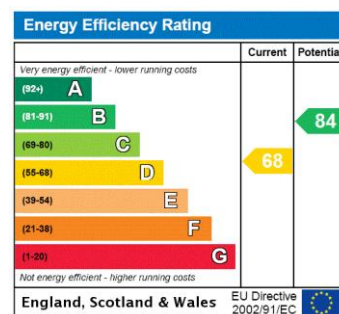 Energy Efficiency Rating
Current Potentia
Very energy efficient - lower running costs
(92+) A
(81-91) B
84
(69-80) C
(55-68) D
68
(39-54) E
(21-38) F
(1-20) G
Not energy efficient - higher running costs
England, Scotland & Wales
EU Directive
2002/91/EC